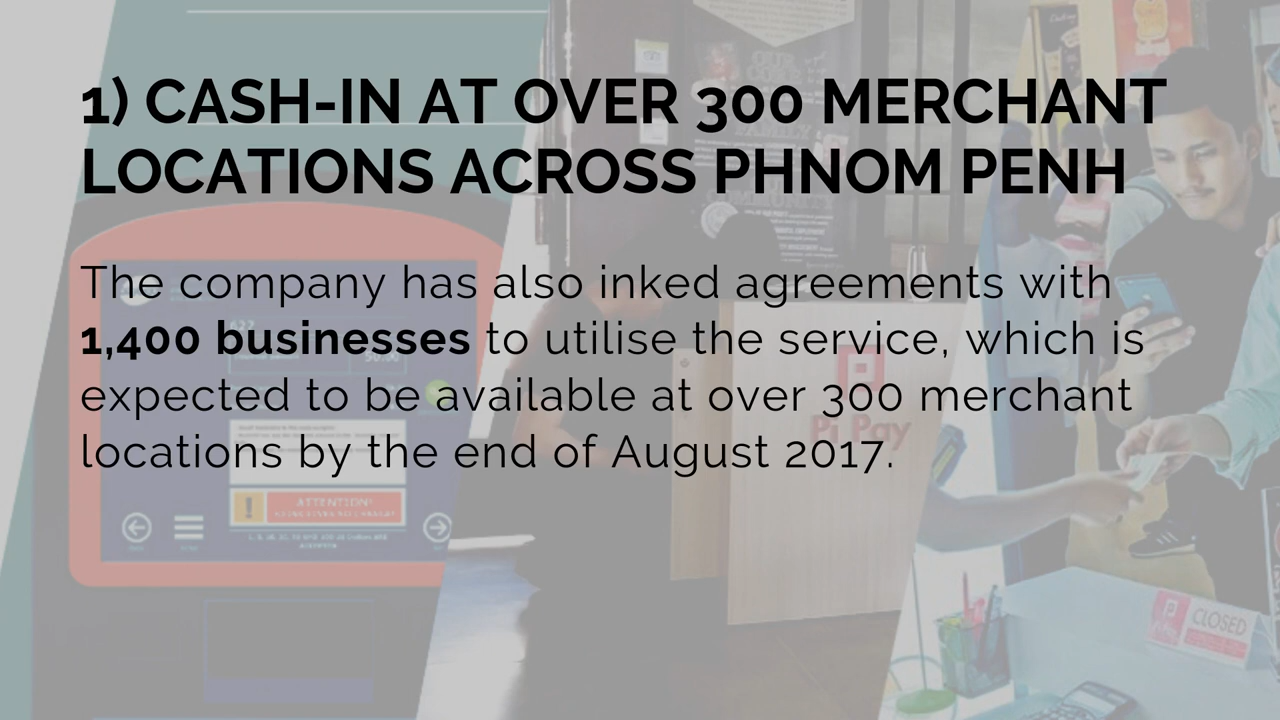 1) CASH-IN AT OVER 300 MERCHANT
LOCATIONS ACROSS PHNOM PENH
The company has also inked agreements with
1,400 businesses to utilise the service, which is
expected to be available at over 300 merchant
locations by the end of August 2017.
Pi Pay
ATTENTION!
CLOSED